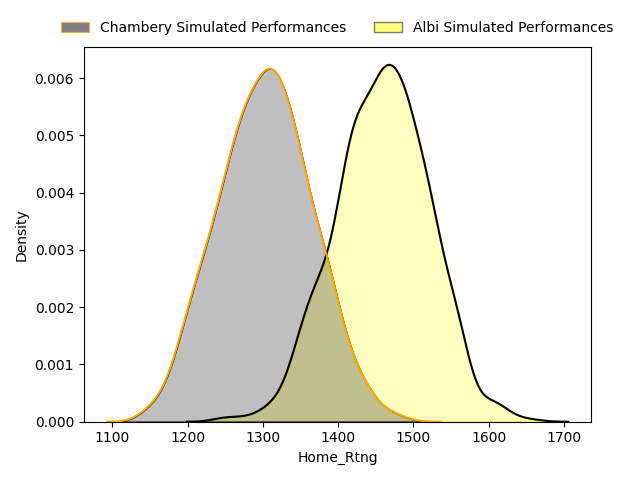 Chambery Simulated Performances Albi Simulated Performances
0.006
0.005
0.004
0.003
0.002
0.001
0.000
Density
1100 1200 1300 1400 1500 1600 1700
Home_Rtng